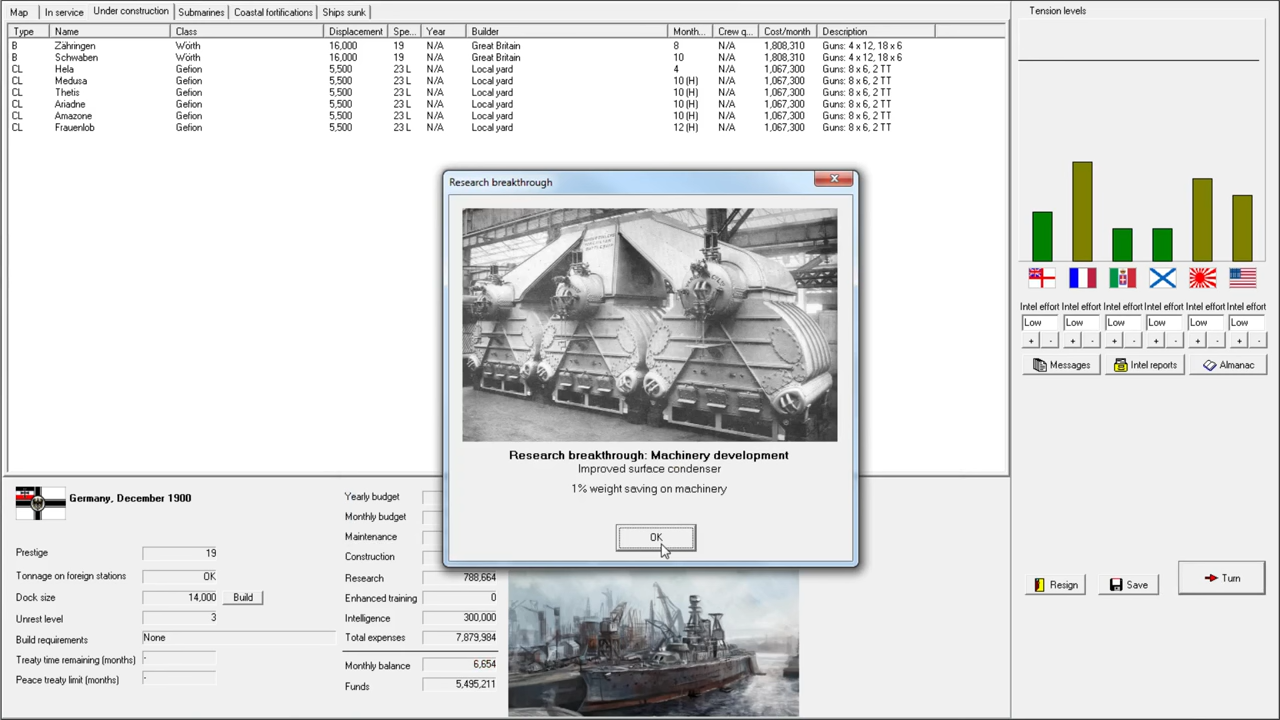 Map In service Under construction Submarines Coastal fortifications Ships sunk
Type Name Class Displacement Spe... Year Builder Month... Crew q... Cost/month Description
B Zähringen Wörth 16,000 19 N/A Great Britain 8 N/A 1,808,310 Guns: 4 x 12, 18 x 6
B Schwaben Wörth 16,000 19 N/A Great Britain 10 N/A 1,808,310 Guns: 4 x 12, 18 x 6
CL Hela Gefion 5,500 23 L N/A Local yard 4 N/A 1,067,300 Guns: 8 x 6, 2 TT
CL Medusa Gefion 5,500 23 L N/A Local yard 10 (H) N/A 1,067,300 Guns: 8 x 6, 2 TT
CL Thetis Gefion 5,500 23 L N/A Local yard 10 (H) N/A 1,067,300 Guns: 8 x 6, 2 TT
CL Ariadne Gefion 5,500 23 L N/A Local yard 10 (H) N/A 1,067,300 Guns: 8 x 6, 2 TT
CL Amazone Gefion 5,500 23 L N/A Local yard 10 (H) N/A 1,067,300 Guns: 8 x 6, 2 TT
CL Frauenlob Gefion 5,500 23 L N/A Local yard 12 (H) N/A 1,067,300 Guns: 8 x 6, 2 TT
Research breakthrough
Research breakthrough: Machinery development
Improved surface condenser
1% weight saving on machinery
OK
Germany, December 1900
Prestige 19
Tonnage on foreign stations OK
Dock size 14,000 Build
Unrest level 3
Build requirements None
Treaty time remaining (months) -
Peace treaty limit (months) -
Yearly budget
Monthly budget
Maintenance
Construction
Research 788,664
Enhanced training 0
Intelligence 300,000
Total expenses 7,879,984
Monthly balance 6,654
Funds 5,495,211
Tension levels
Intel effort Intel effort Intel effort Intel effort Intel effort Intel effort
Low Low Low Low Low Low
+ - + - + - + - + - + -
Messages Intel reports Almanac
Resign Save Turn